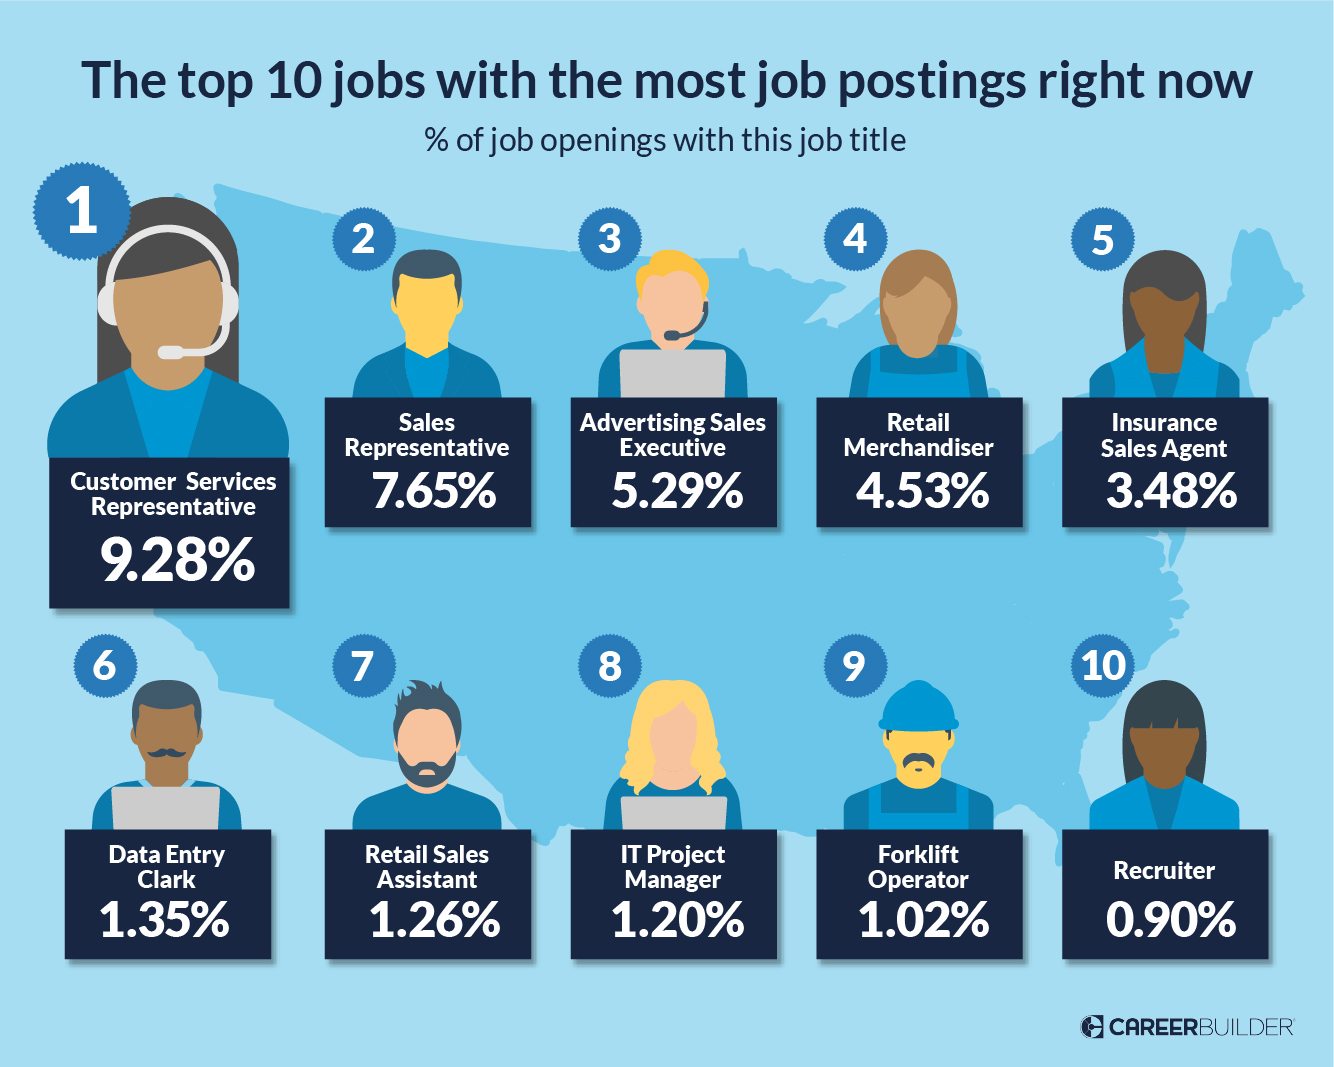 The top 10 jobs with the most job postings right now
% of job openings with this job title
1
Customer Services
Representative
9.28%
2
Sales
Representative
7.65%
3
Advertising Sales
Executive
5.29%
4
Retail
Merchandiser
4.53%
5
Insurance
Sales Agent
3.48%
6
Data Entry
Clark
1.35%
7
Retail Sales
Assistant
1.26%
8
IT Project
Manager
1.20%
9
Forklift
Operator
1.02%
10
Recruiter
0.90%
CAREERBUILDER